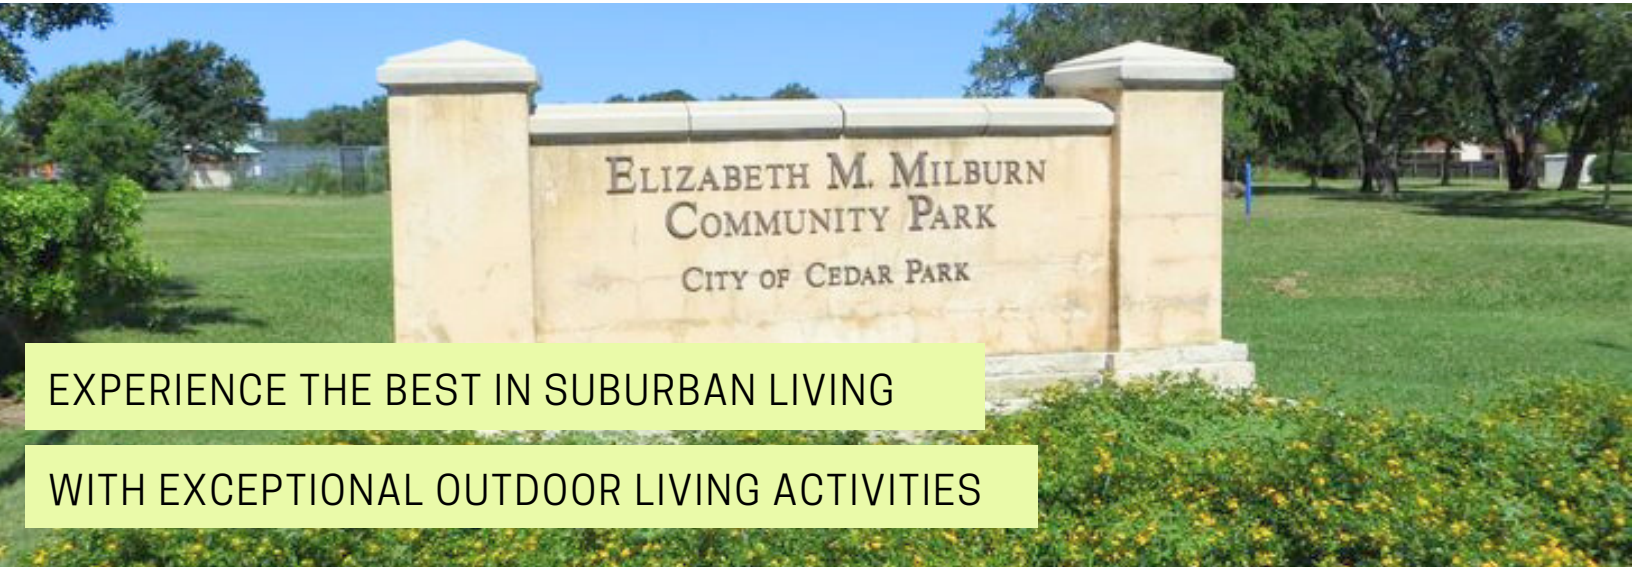 ELIZABETH M. MILBURN
COMMUNITY PARK
CITY OF CEDAR PARK
EXPERIENCE THE BEST IN SUBURBAN LIVING
WITH EXCEPTIONAL OUTDOOR LIVING ACTIVITIES